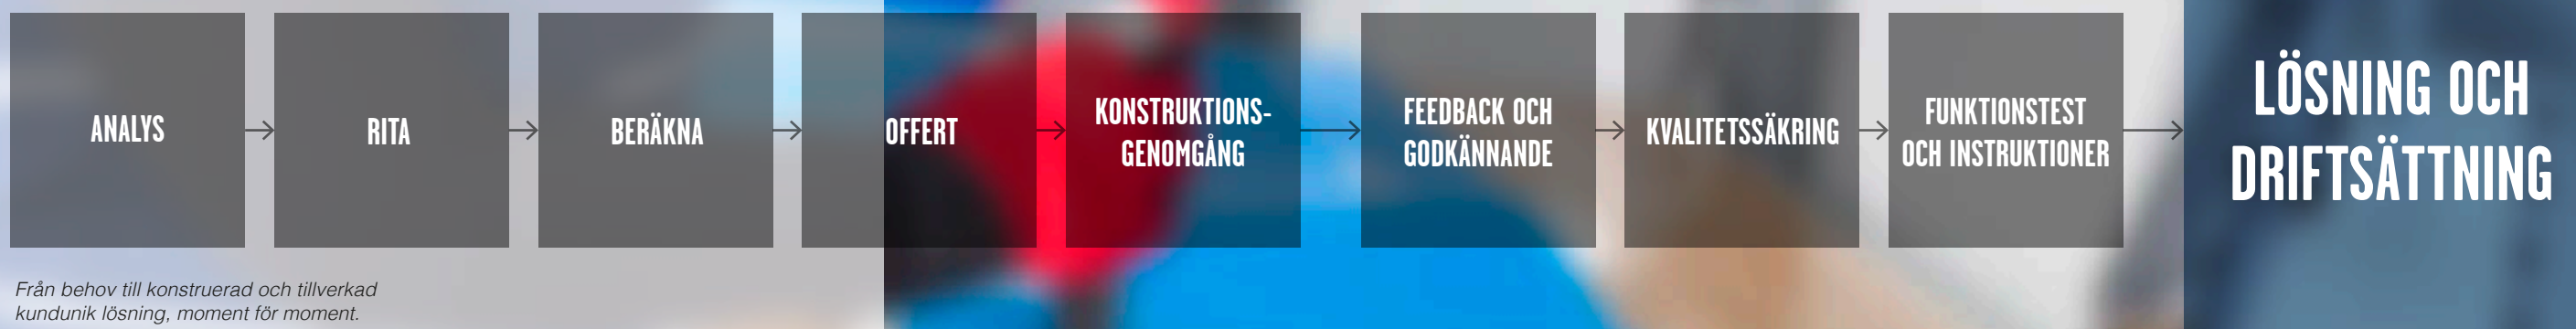 ANALYS
RITA
BERÄKNA
OFFERT
KONSTRUKTIONS-
GENOMGÅNG
FEEDBACK OCH
GODKÄNNANDE
KVALITETSSÄKRING
FUNKTIONSTEST
OCH INSTRUKTIONER
LÖSNING OCH
DRIFTSÄTTNING
Från behov till konstruerad och tillverkad
kundunik lösning, moment för moment.